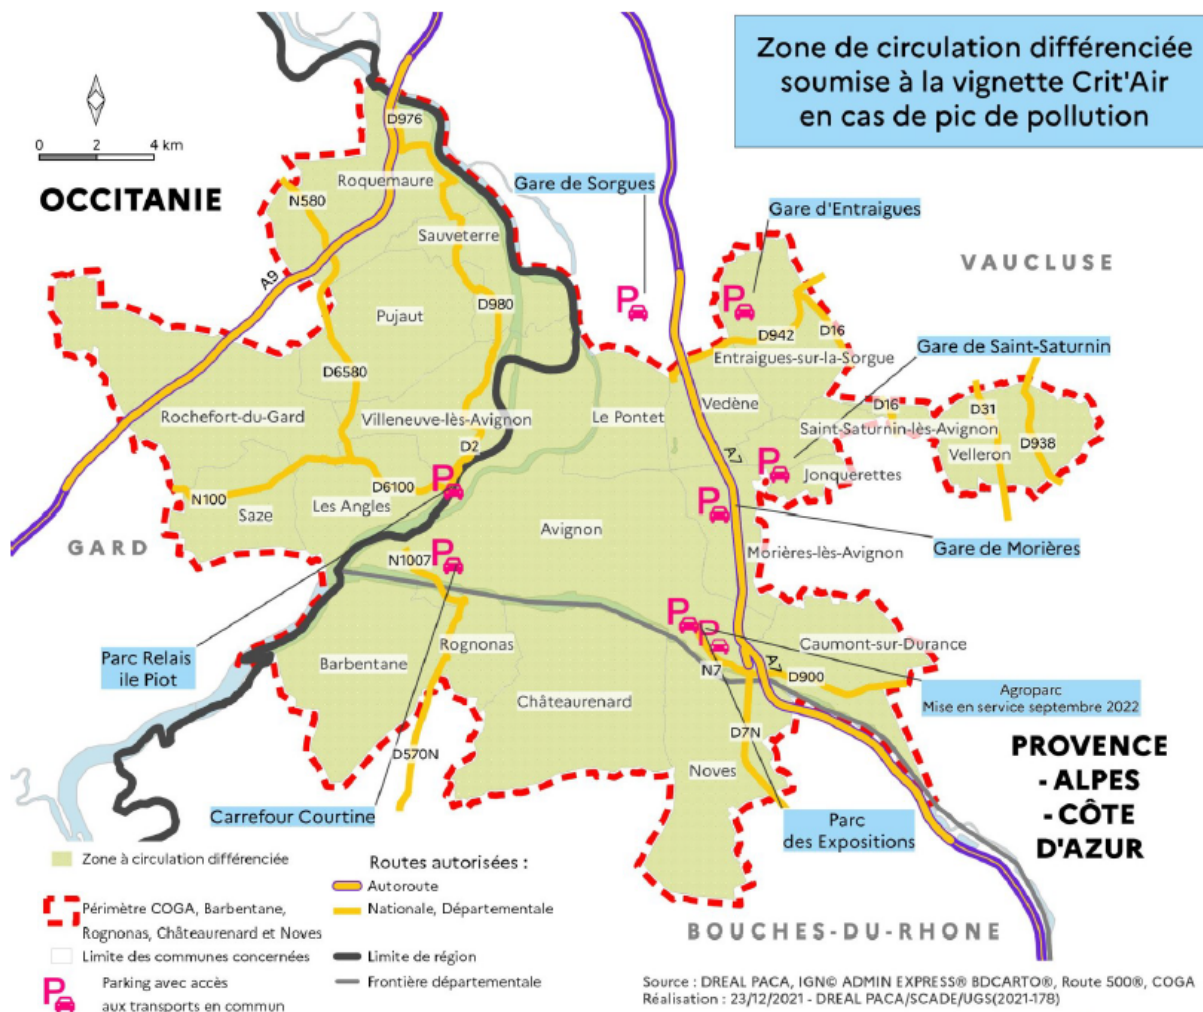 Zone de circulation différenciée
soumise à la vignette Crit'Air
en cas de pic de pollution
0 2 4 km
OCCITANIE
D976
Roquemaure
N580
Gare de Sorgues
Gare d'Entraigues
Sauveterre
VAUCLUSE
A9
D980
Pujaut
D942
D16
Entraigues-sur-la-Sorgue
Gare de Saint-Saturnin
D6580
Rochefort-du-Gard
Villeneuve-lès-Avignon
Le Pontet
Vedène
D16
D31
Saint-Saturnin-lès-Avignon
D938
D2
A7
Velleron
Jonquerettes
P
P
P
P
N100
D6100
Les Angles
Saze
P
Avignon
GARD
Morières-lès-Avignon
Gare de Morières
N1007
P
Parc Relais
ile Piot
Barbentane
Rognonas
P
P
Caumont-sur-Durance
N7
A7
D900
Châteaurenard
Agroparc
Mise en service septembre 2022
D7N
D570N
Noves
PROVENCE
- ALPES
- CÔTE
D'AZUR
Carrefour Courtine
Parc
des Expositions
Zone à circulation différenciée
Périmètre COGA, Barbentane,
Rognonas, Châteaurenard et Noves
Limite des communes concernées
P
Parking avec accès
aux transports en commun
Routes autorisées :
Autoroute
Nationale, Départementale
Limite de région
Frontière départementale
BOUCHES-DU-RHONE
Source : DREAL PACA, IGN© ADMIN EXPRESS® BDCARTO®, Route 500®, COGA
Réalisation : 23/12/2021 - DREAL PACA/SCADE/UGS(2021-178)